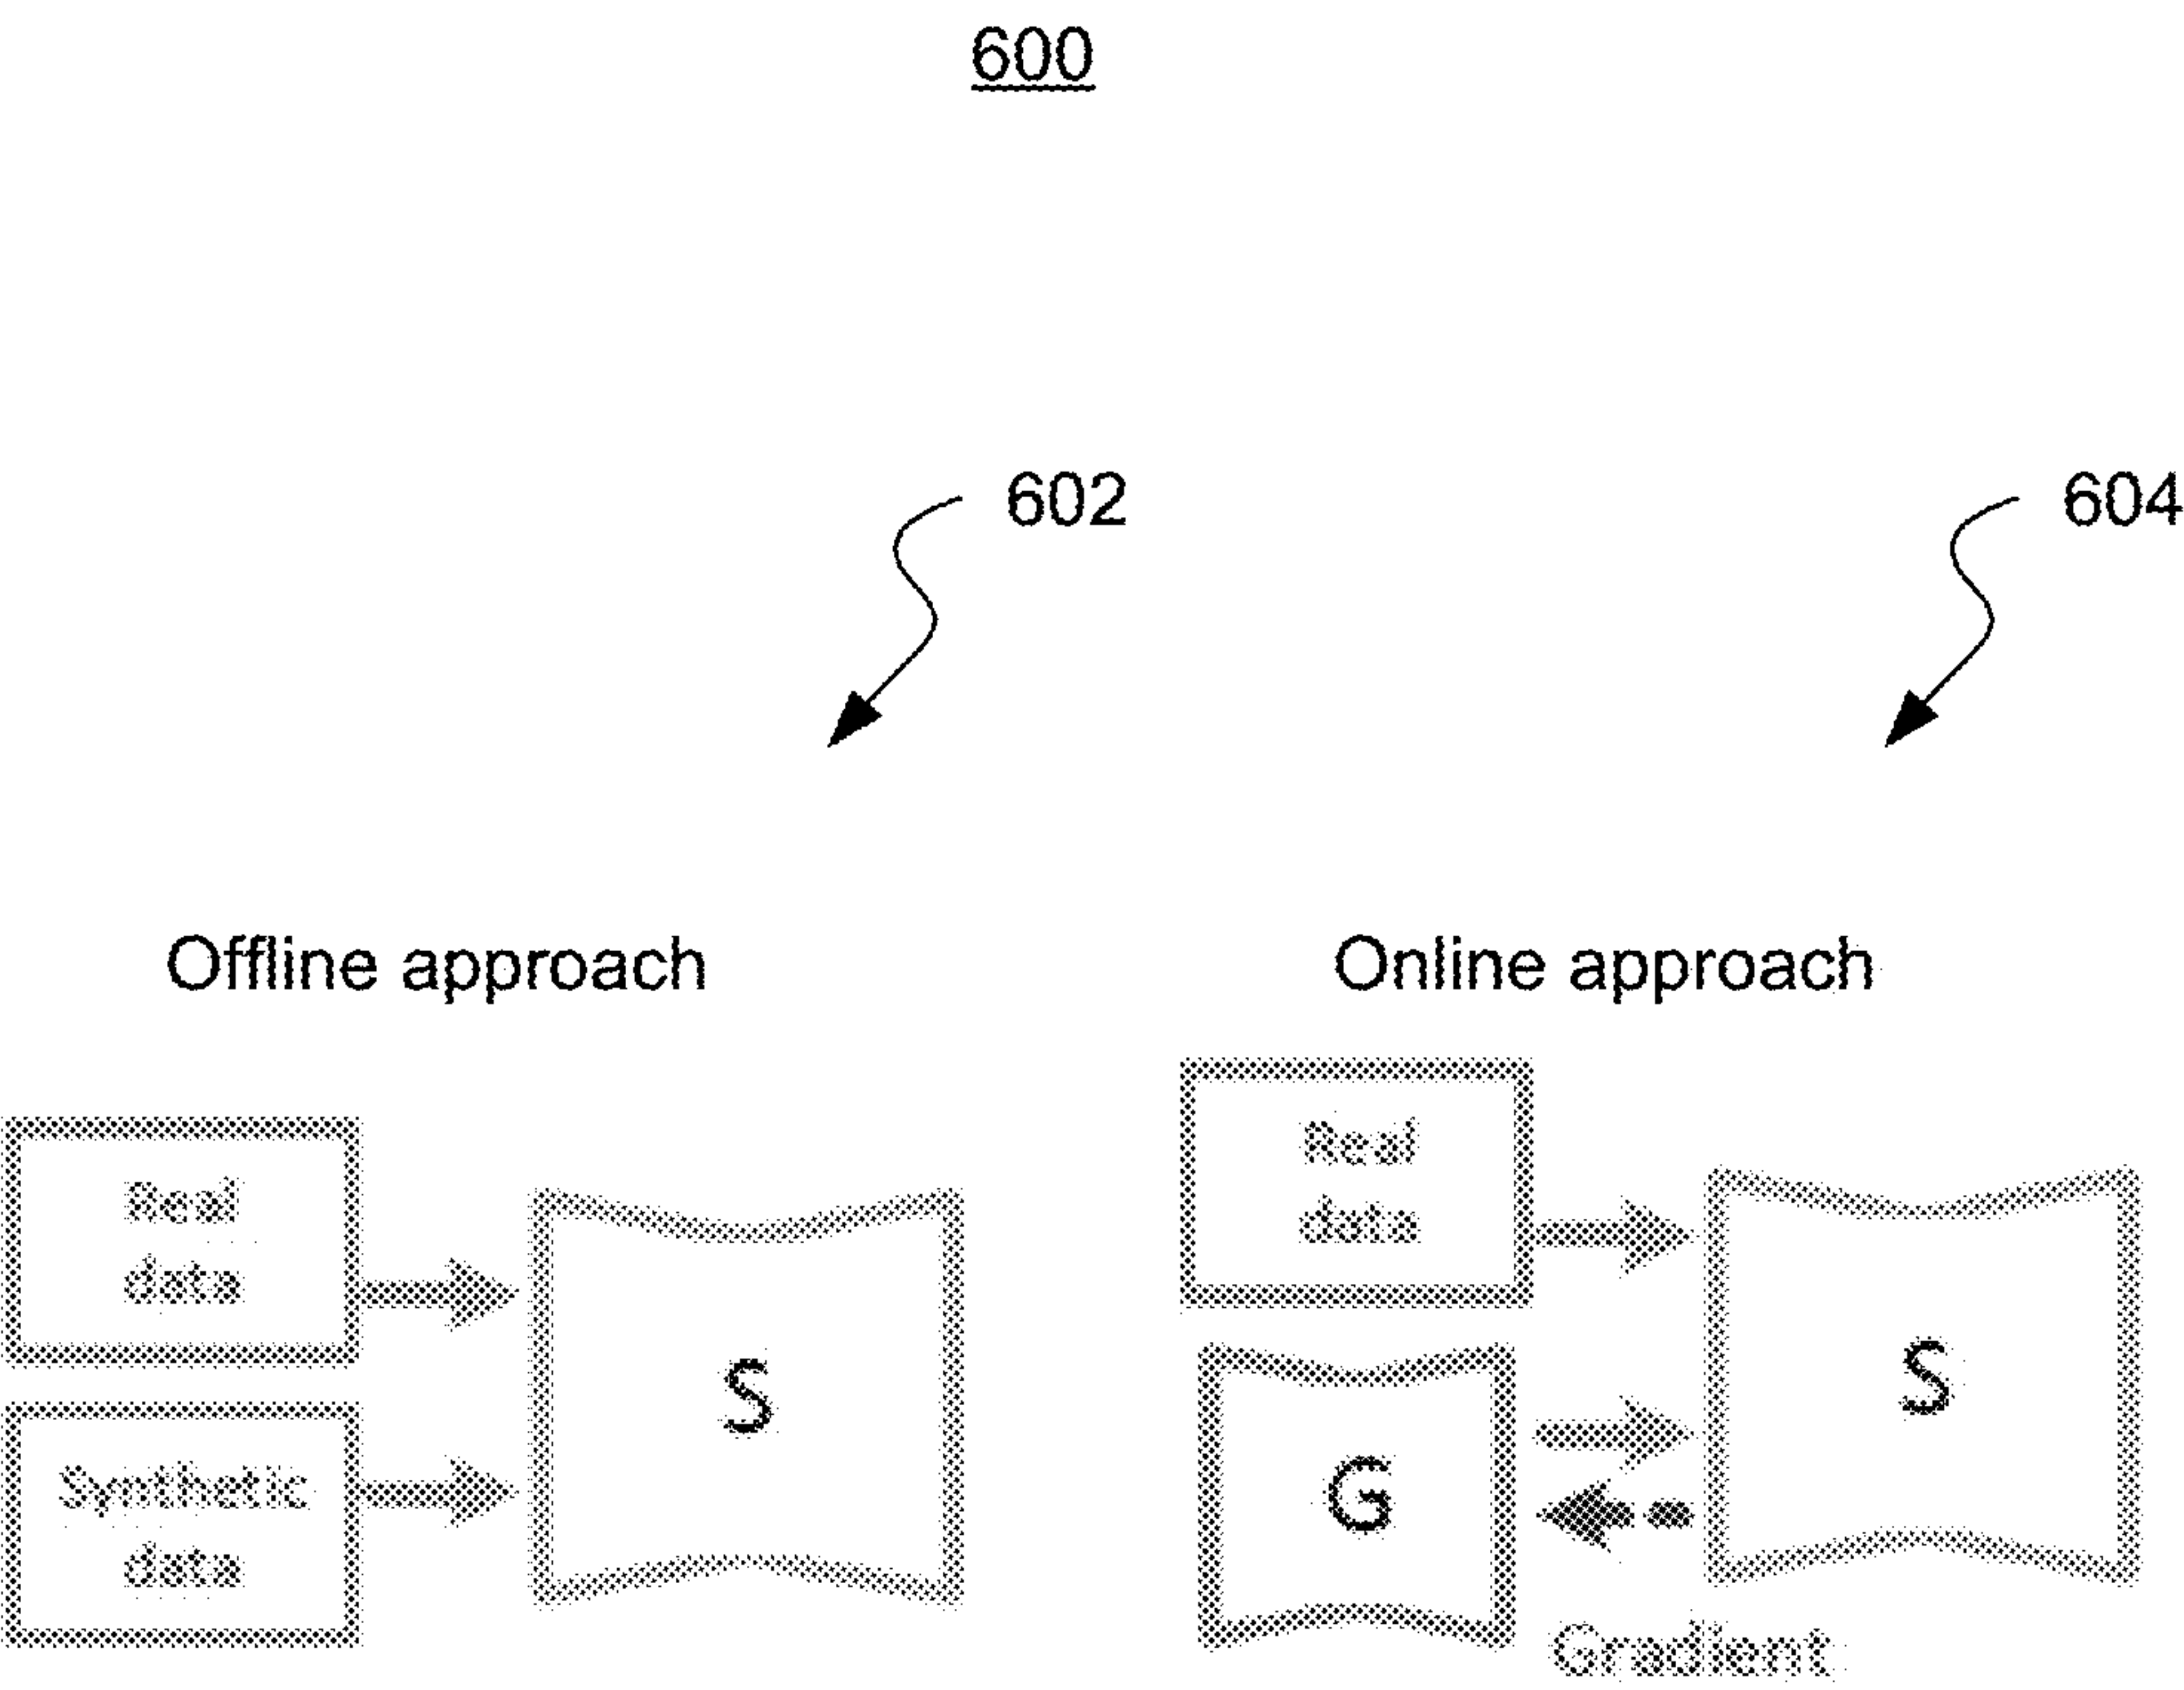 600
602
604
Offline approach
Online approach
Real
data
Synthetic
data
S
Real
data
G
S
Gradient